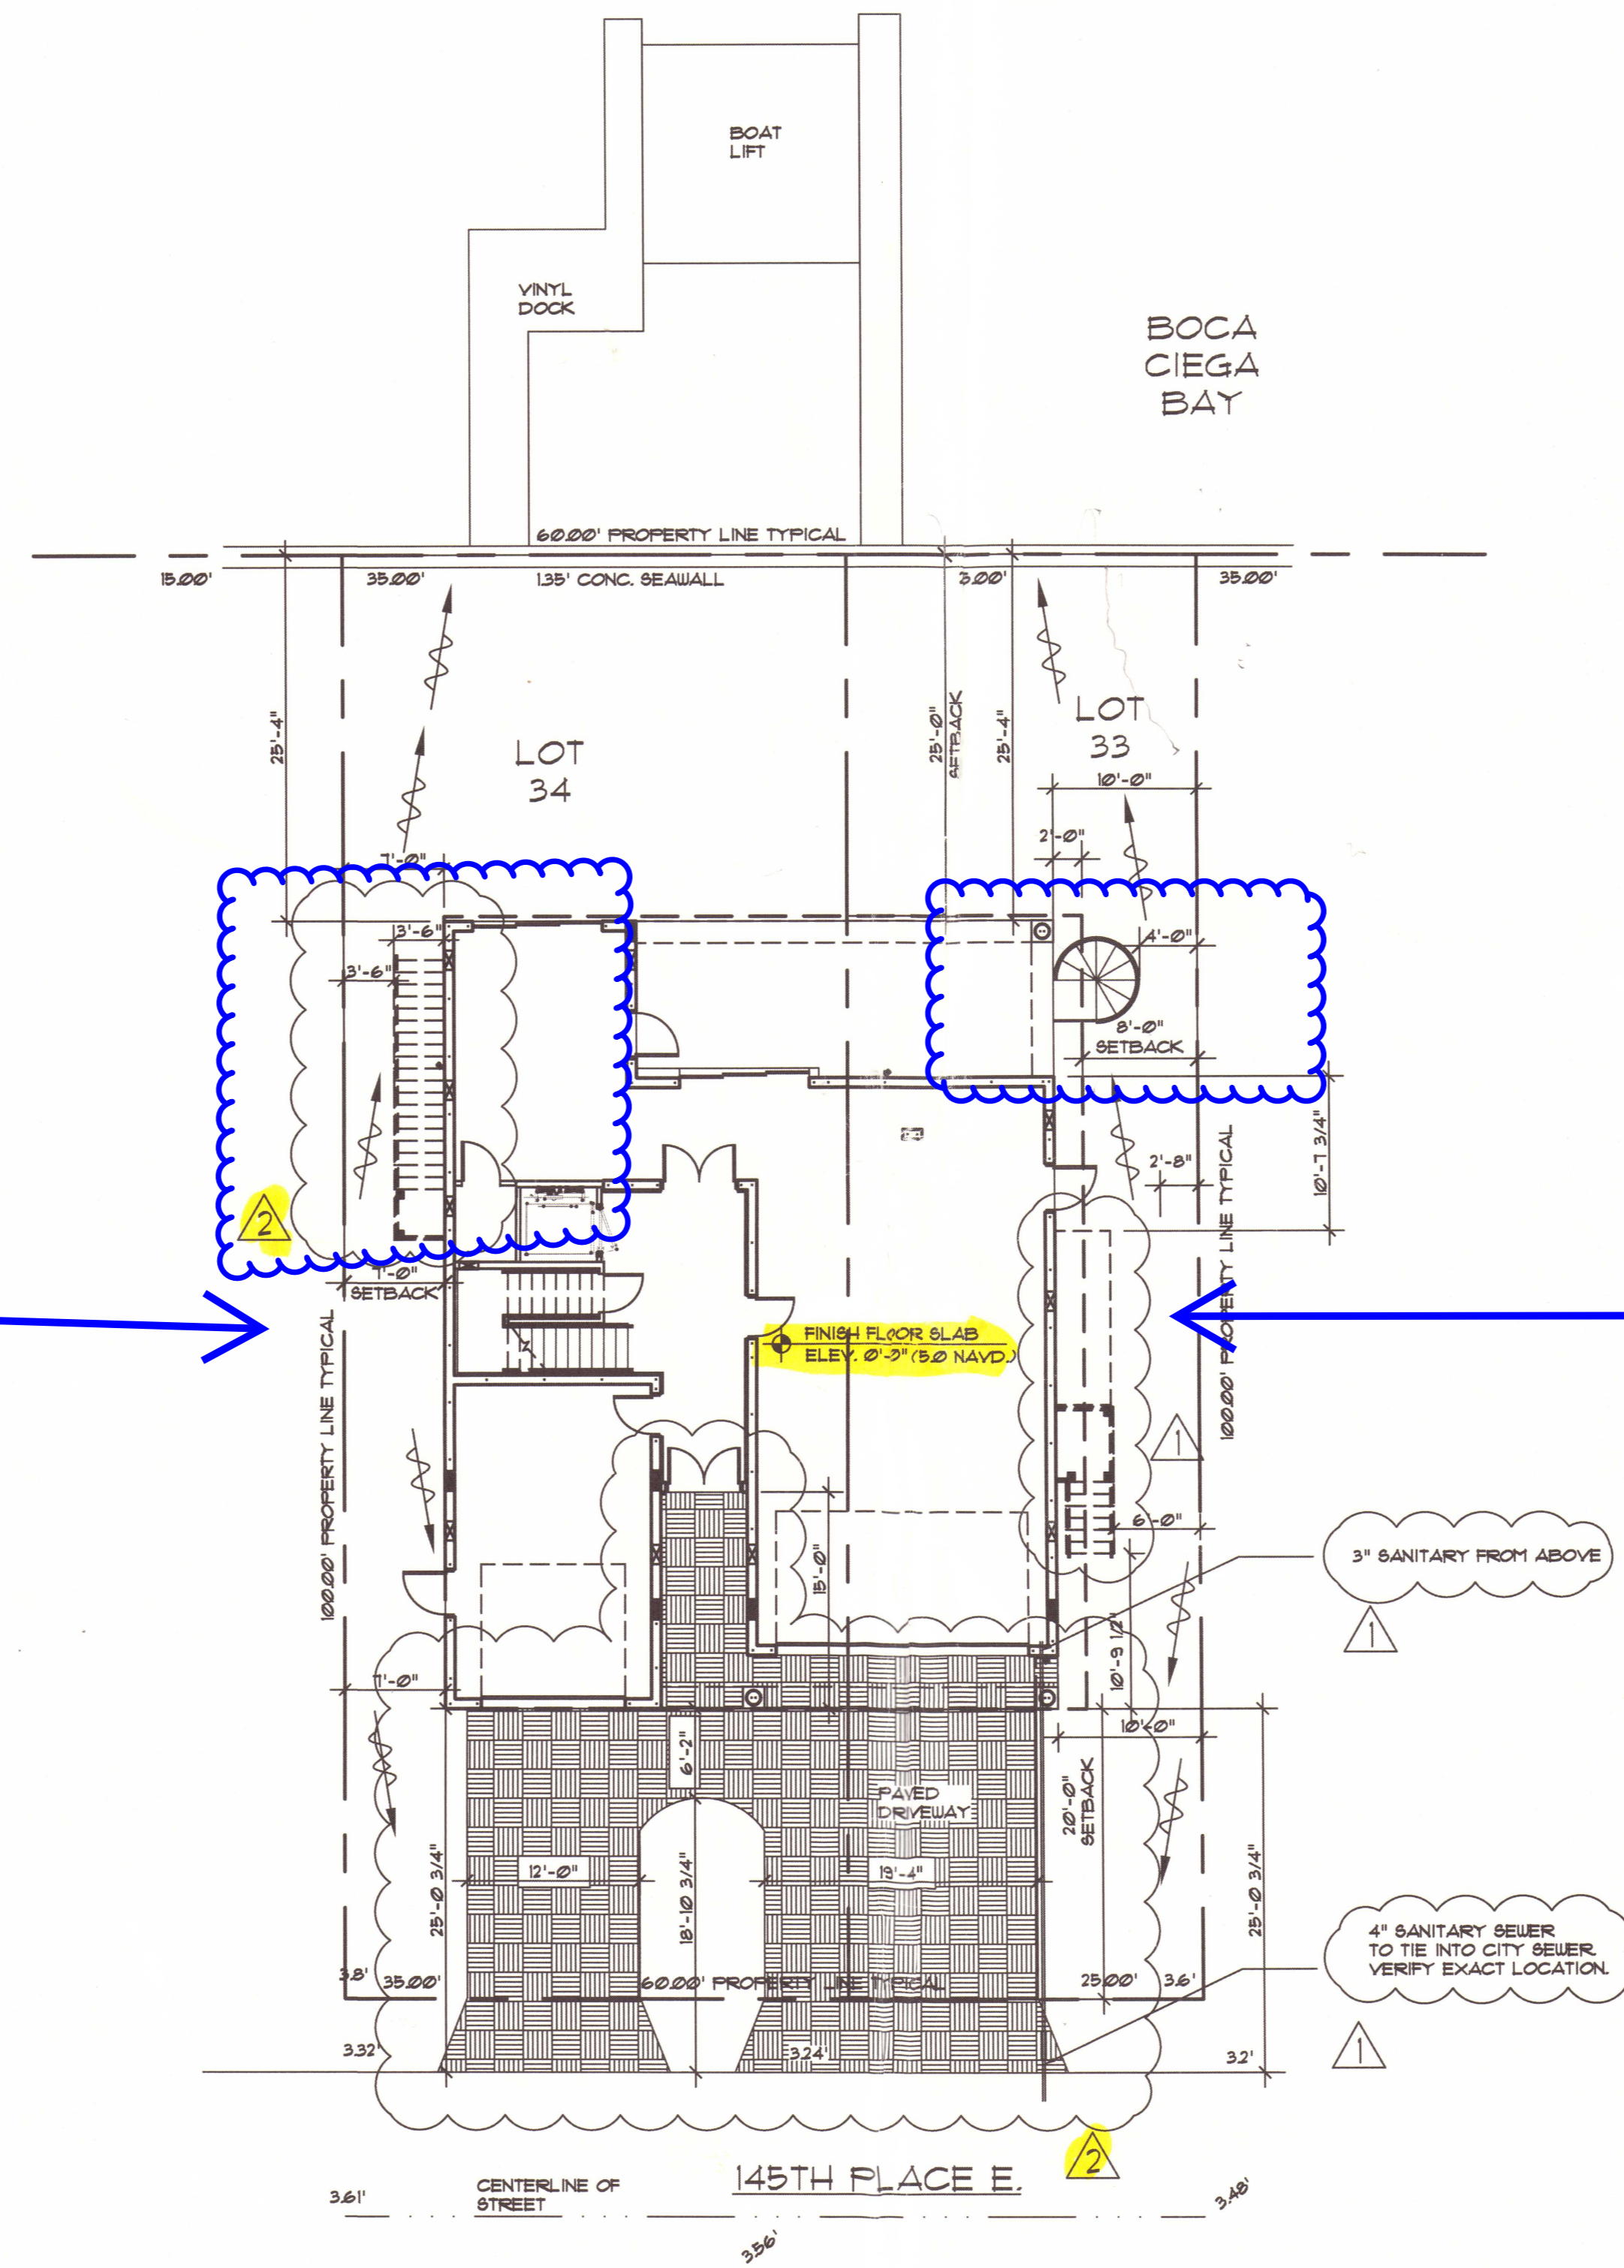 BOAT
LIFT
VINYL
DOCK
BOCA
CIEGA
BAY
60.00' PROPERTY LINE TYPICAL
15.00'
35.00'
1.35' CONC. SEAWALL
3.00'
35.00'
25'-4"
25'-0"
SETBACK
25'-4"
LOT
34
LOT
33
10'-0"
2'-0"
7'-0"
3'-6"
3'-6"
4'-0"
8'-0"
SETBACK
10'-7 3/4"
2'-8"
2
7'-0"
SETBACK
100.00' PROPERTY LINE TYPICAL
100.00' PROPERTY LINE TYPICAL
FINISH FLOOR SLAB
ELEV. 0'-0" (5.0 NAVD.)
1
6'-0"
3" SANITARY FROM ABOVE
1
15'-0"
10'-9 1/2"
7'-0"
10'-0"
6'-2"
PAVED
DRIVEWAY
20'-0"
SETBACK
12'-0"
19'-4"
25'-0 3/4"
18'-10 3/4"
25'-0 3/4"
4" SANITARY SEWER
TO TIE INTO CITY SEWER.
VERIFY EXACT LOCATION.
1
3.8'
35.00'
60.00' PROPERTY LINE TYPICAL
25.00'
3.6'
3.32'
3.24'
3.2'
2
145TH PLACE E.
CENTERLINE OF
STREET
3.61'
3.48'
3.56'